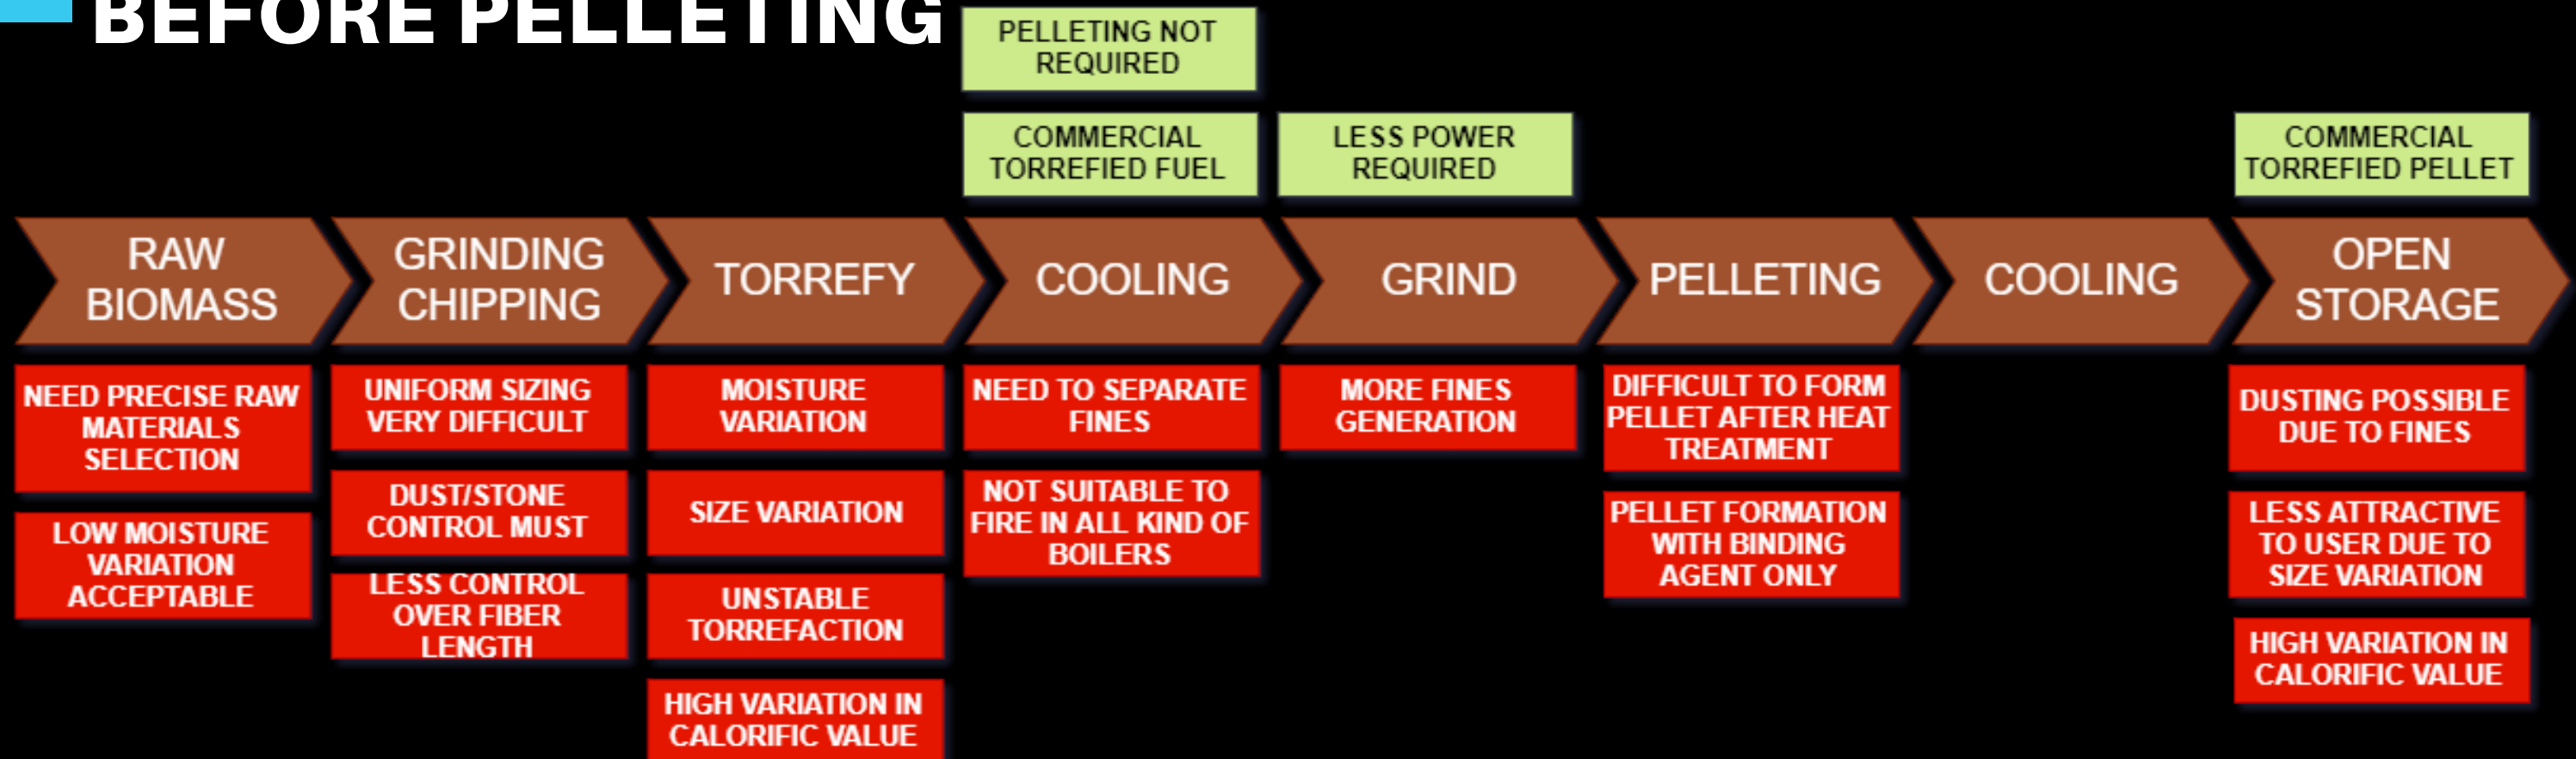 BEFORE PELLETING
PELLETING NOT
REQUIRED
COMMERCIAL
TORREFIED FUEL
LESS POWER
REQUIRED
COMMERCIAL
TORREFIED PELLET
RAW
BIOMASS
GRINDING
CHIPPING
TORREFY
COOLING
GRIND
PELLETING
COOLING
OPEN
STORAGE
NEED PRECISE RAW
MATERIALS
SELECTION
LOW MOISTURE
VARIATION
ACCEPTABLE
UNIFORM SIZING
VERY DIFFICULT
DUST/STONE
CONTROL MUST
LESS CONTROL
OVER FIBER
LENGTH
MOISTURE
VARIATION
SIZE VARIATION
UNSTABLE
TORREFACTION
HIGH VARIATION IN
CALORIFIC VALUE
NEED TO SEPARATE
FINES
NOT SUITABLE TO
FIRE IN ALL KIND OF
BOILERS
MORE FINES
GENERATION
DIFFICULT TO FORM
PELLET AFTER HEAT
TREATMENT
PELLET FORMATION
WITH BINDING
AGENT ONLY
DUSTING POSSIBLE
DUE TO FINES
LESS ATTRACTIVE
TO USER DUE TO
SIZE VARIATION
HIGH VARIATION IN
CALORIFIC VALUE